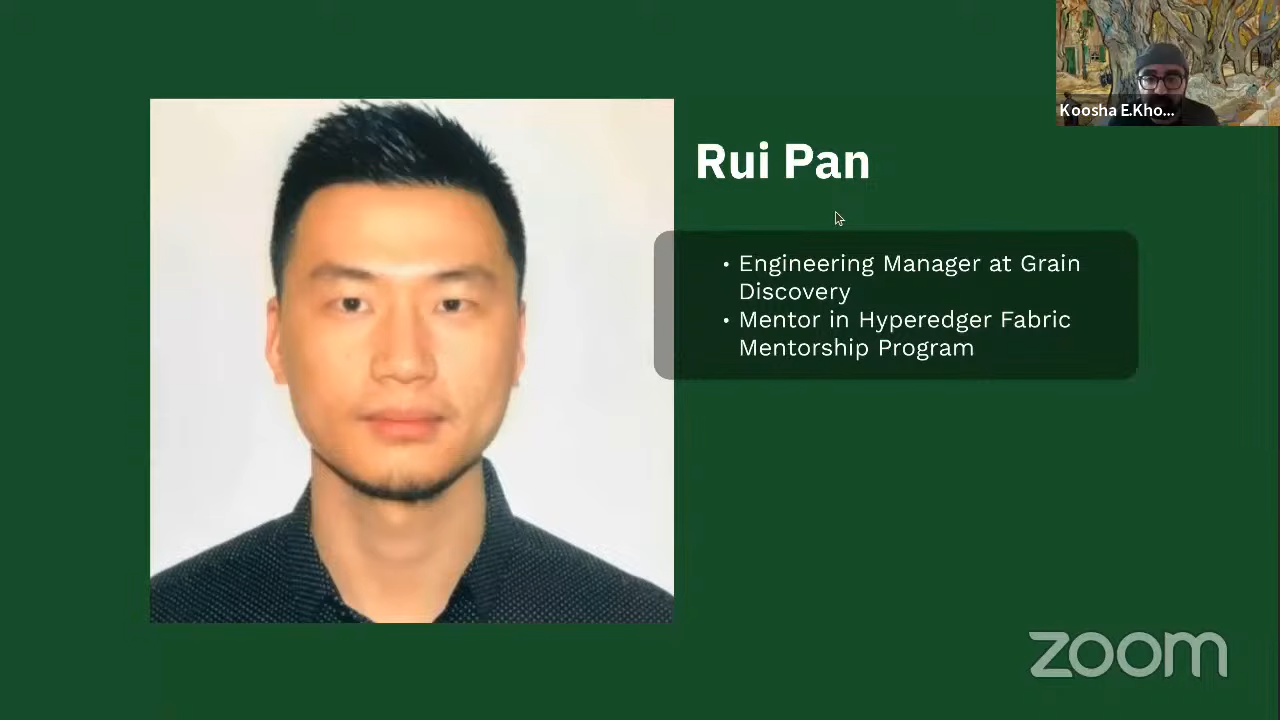 Koosha E.Kho...
Rui Pan
• Engineering Manager at Grain
Discovery
• Mentor in Hyperedger Fabric
Mentorship Program
zoom